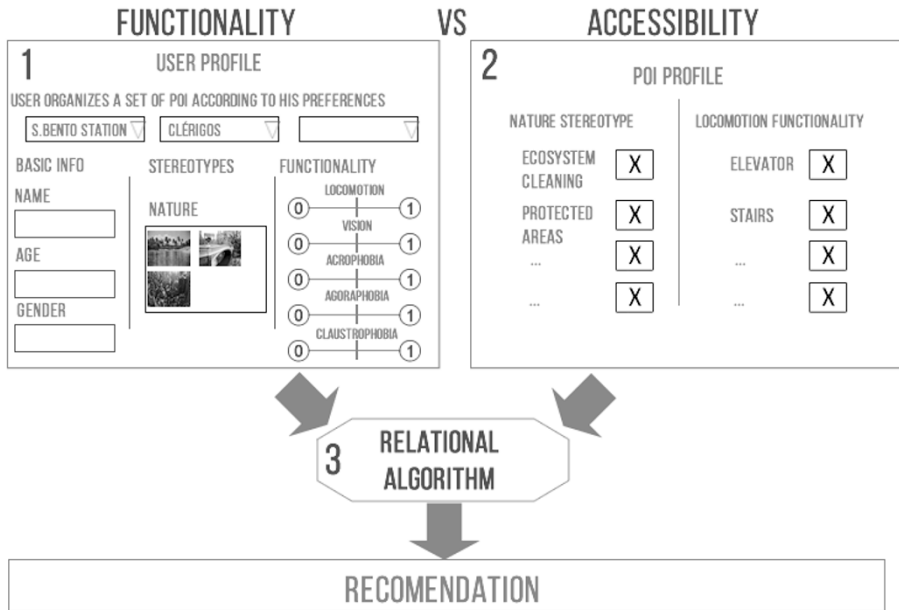 FUNCTIONALITY VS ACCESSIBILITY
1
USER PROFILE
USER ORGANIZES A SET OF POI ACCORDING TO HIS PREFERENCES
S.BENTO STATION
CLÉRIGOS
BASIC INFO
NAME
AGE
GENDER
STEREOTYPES
NATURE
FUNCTIONALITY
LOCOMOTION
0 1
VISION
0 1
ACROPHOBIA
0 1
AGORAPHOBIA
0 1
CLAUSTROPHOBIA
0 1
2
POI PROFILE
NATURE STEREOTYPE
ECOSYSTEM
CLEANING
X
PROTECTED
AREAS
X
... X
... X
LOCOMOTION FUNCTIONALITY
ELEVATOR X
STAIRS X
... X
... X
3
RELATIONAL
ALGORITHM
RECOMENDATION